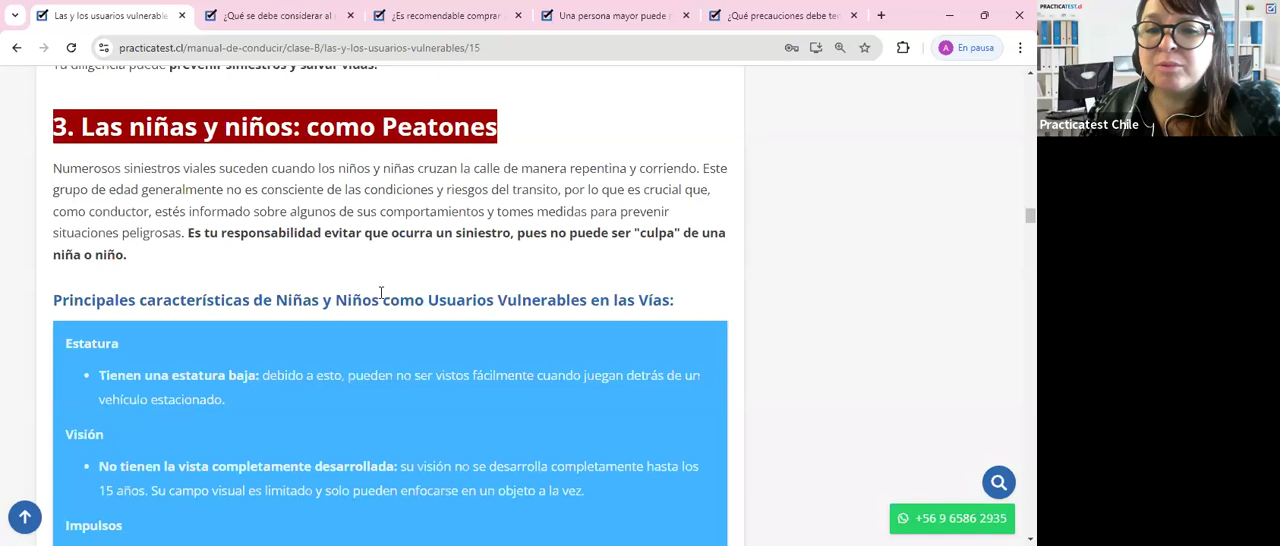 Las y los usuarios vulnerable
¿Qué se debe considerar al
¿Es recomendable comprar
Una persona mayor puede
¿Qué precauciones debe te
practicatest.cl/manual-de-conducir/clase-B/las-y-los-usuarios-vulnerables/15
A En pausa
PRACTICATEST.cl
Practicatest Chile
Tu diligencia puede prevenir siniestros y salvar vidas.
3. Las niñas y niños: como Peatones
Numerosos siniestros viales suceden cuando los niños y niñas cruzan la calle de manera repentina y corriendo. Este
grupo de edad generalmente no es consciente de las condiciones y riesgos del transito, por lo que es crucial que,
como conductor, estés informado sobre algunos de sus comportamientos y tomes medidas para prevenir
situaciones peligrosas. Es tu responsabilidad evitar que ocurra un siniestro, pues no puede ser "culpa" de una
niña o niño.
Principales características de Niñas y Niños como Usuarios Vulnerables en las Vías:
Estatura
• Tienen una estatura baja: debido a esto, pueden no ser vistos fácilmente cuando juegan detrás de un
vehículo estacionado.
Visión
• No tienen la vista completamente desarrollada: su visión no se desarrolla completamente hasta los
15 años. Su campo visual es limitado y solo pueden enfocarse en un objeto a la vez.
Impulsos
+56 9 6586 2935